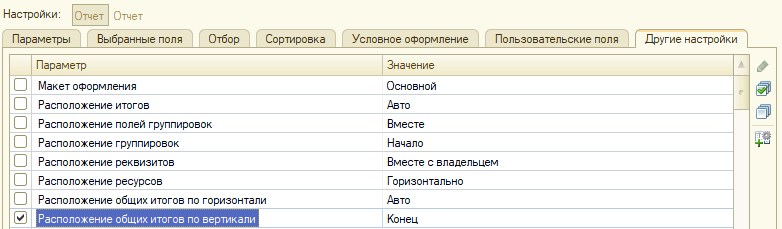 Настройки: Отчет Отчет
Параметры Выбранные поля Отбор Сортировка Условное оформление Пользовательские поля Другие настройки
Параметр Значение
Макет оформления Основной
Расположение итогов Авто
Расположение полей группировок Вместе
Расположение группировок Начало
Расположение реквизитов Вместе с владельцем
Расположение ресурсов Горизонтально
Расположение общих итогов по горизонтали Авто
Расположение общих итогов по вертикали Конец